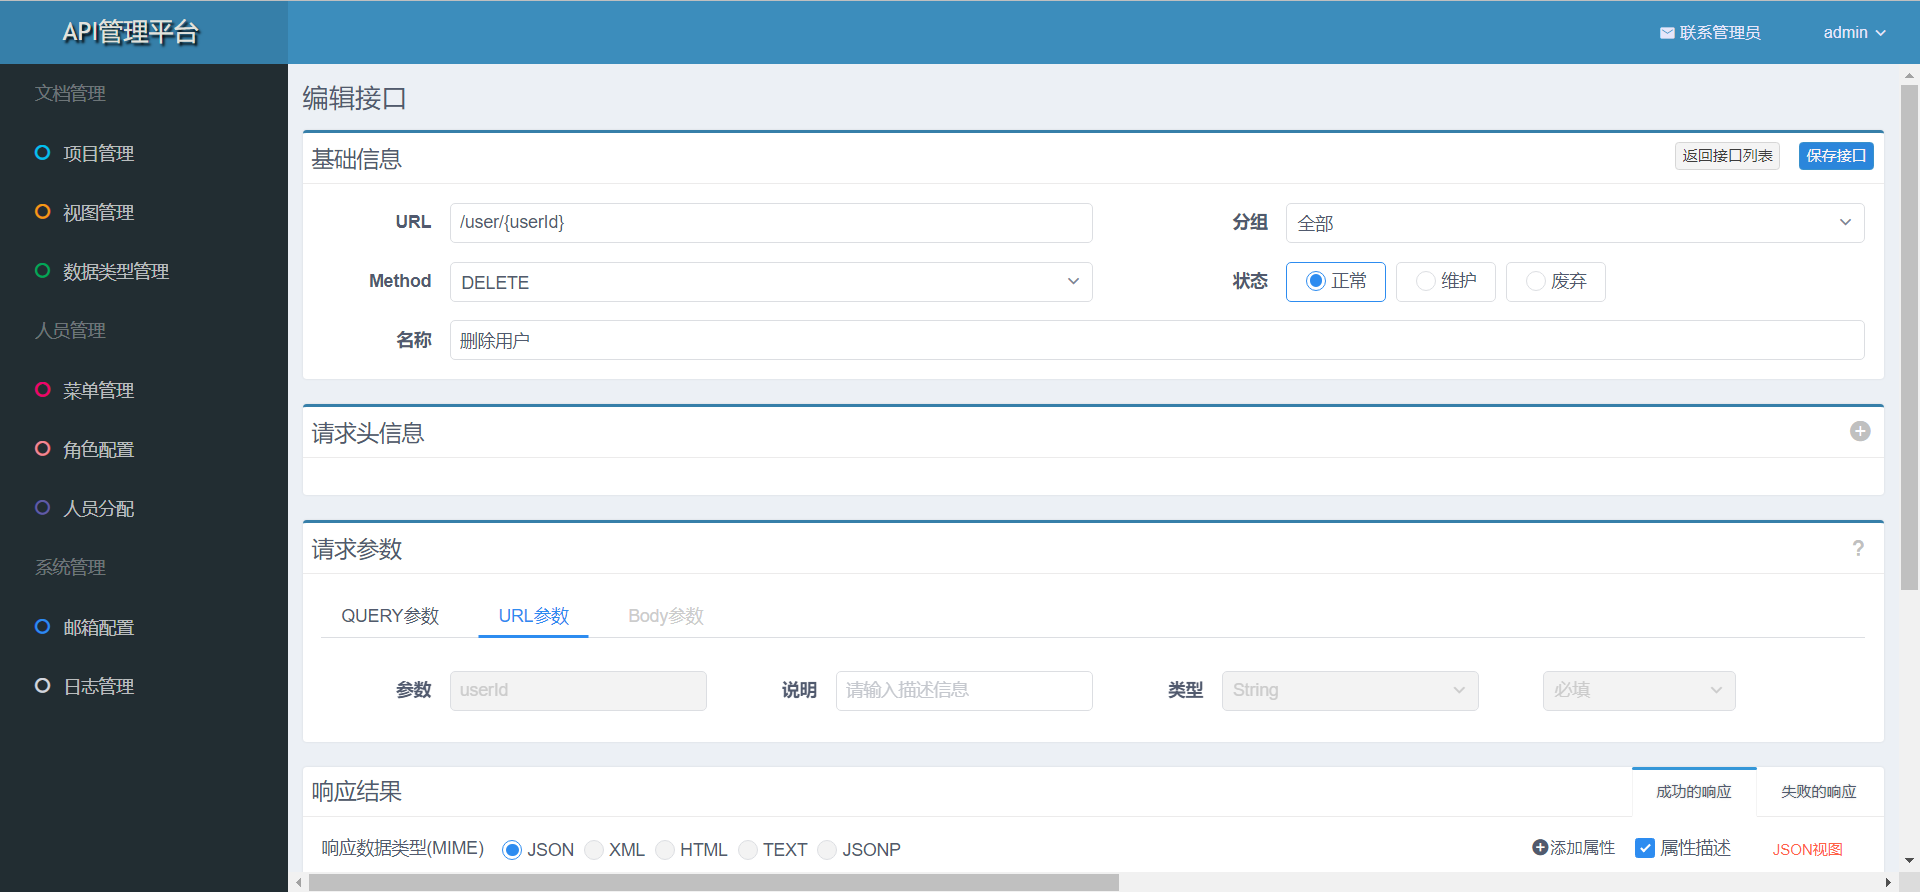 API管理平台
联系管理员
admin
文档管理
项目管理
视图管理
数据类型管理
人员管理
菜单管理
角色配置
人员分配
系统管理
邮箱配置
日志管理
编辑接口
基础信息
返回接口列表
保存接口
URL
/user/{userId}
分组
全部
Method
DELETE
状态
正常
维护
废弃
名称
删除用户
请求头信息
请求参数
?
QUERY参数
URL参数
Body参数
参数
userId
说明
请输入描述信息
类型
String
必填
响应结果
成功的响应
失败的响应
响应数据类型(MIME)
JSON
XML
HTML
TEXT
JSONP
添加属性
属性描述
JSON视图